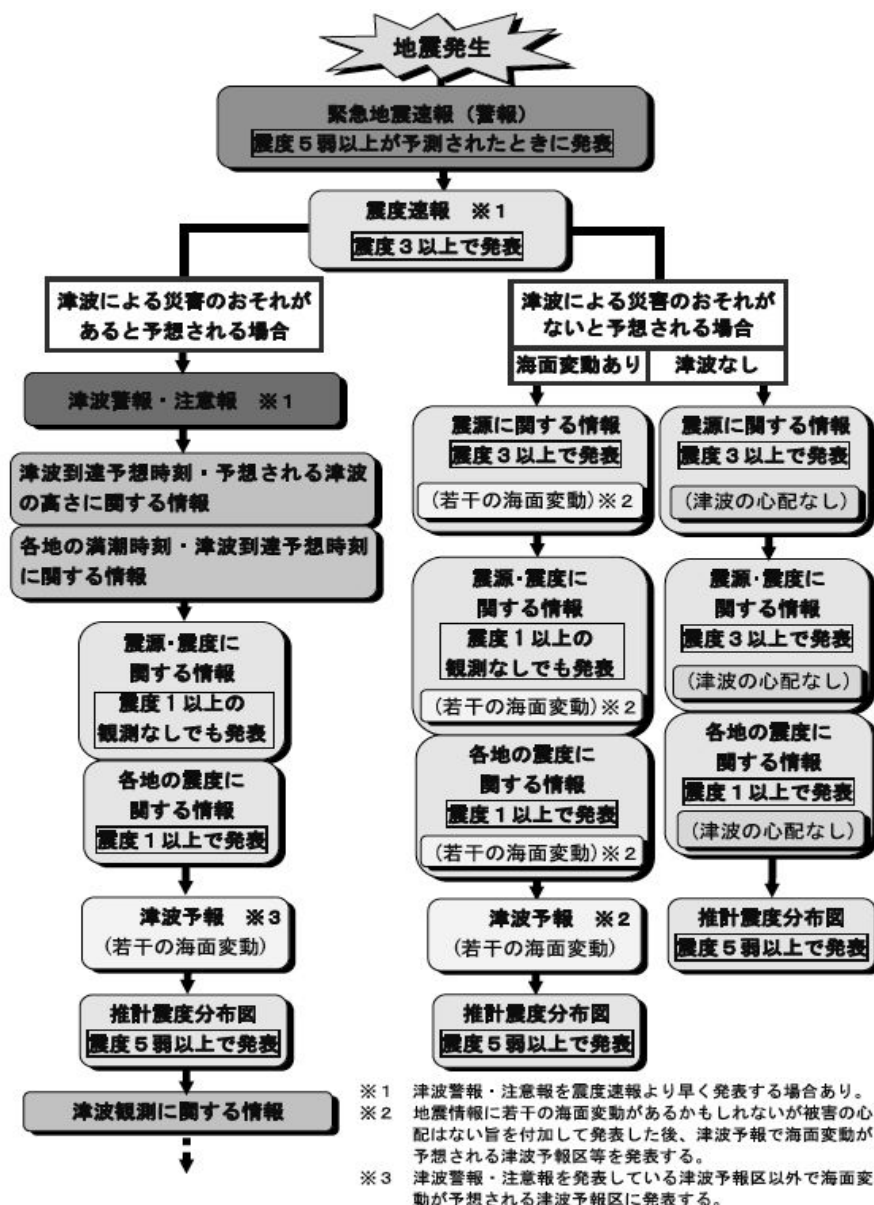 地震発生
緊急地震速報（警報）
震度５弱以上が予測されたときに発表
震度速報　※１
震度３以上で発表
津波による災害のおそれが
あると予想される場合
津波警報・注意報　※１
津波到達予想時刻・予想される津波
の高さに関する情報
各地の満潮時刻・津波到達予想時刻
に関する情報
震源・震度に
関する情報
震度１以上の
観測なしでも発表
各地の震度に
関する情報
震度１以上で発表
津波予報　※３
(若干の海面変動)
推計震度分布図
震度５弱以上で発表
津波観測に関する情報
津波による災害のおそれが
ないと予想される場合
海面変動あり
津波なし
震源に関する情報
震度３以上で発表
(若干の海面変動)※２
震源・震度に
関する情報
震度１以上の
観測なしでも発表
(若干の海面変動)※２
各地の震度に
関する情報
震度１以上で発表
(若干の海面変動)※２
津波予報　※２
(若干の海面変動)
推計震度分布図
震度５弱以上で発表
震源に関する情報
震度３以上で発表
(津波の心配なし)
震源・震度に
関する情報
震度３以上で発表
(津波の心配なし)
各地の震度に
関する情報
震度１以上で発表
(津波の心配なし)
推計震度分布図
震度５弱以上で発表
※１　津波警報・注意報を震度速報より早く発表する場合あり。
※２　地震情報に若干の海面変動があるかもしれないが被害の心
配はない旨を付加して発表した後、津波予報で海面変動が
予想される津波予報区等を発表する。
※３　津波警報・注意報を発表している津波予報区以外で海面変
動が予想される津波予報区に発表する。